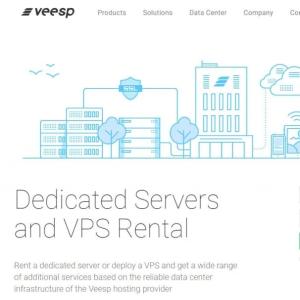 veesp
Products Solutions Data Center Company
SSL
Dedicated Servers
and VPS Rental
Rent a dedicated server or deploy a VPS and get a wide range
of additional services based on the reliable data center
infrastructure of the Veesp hosting provider